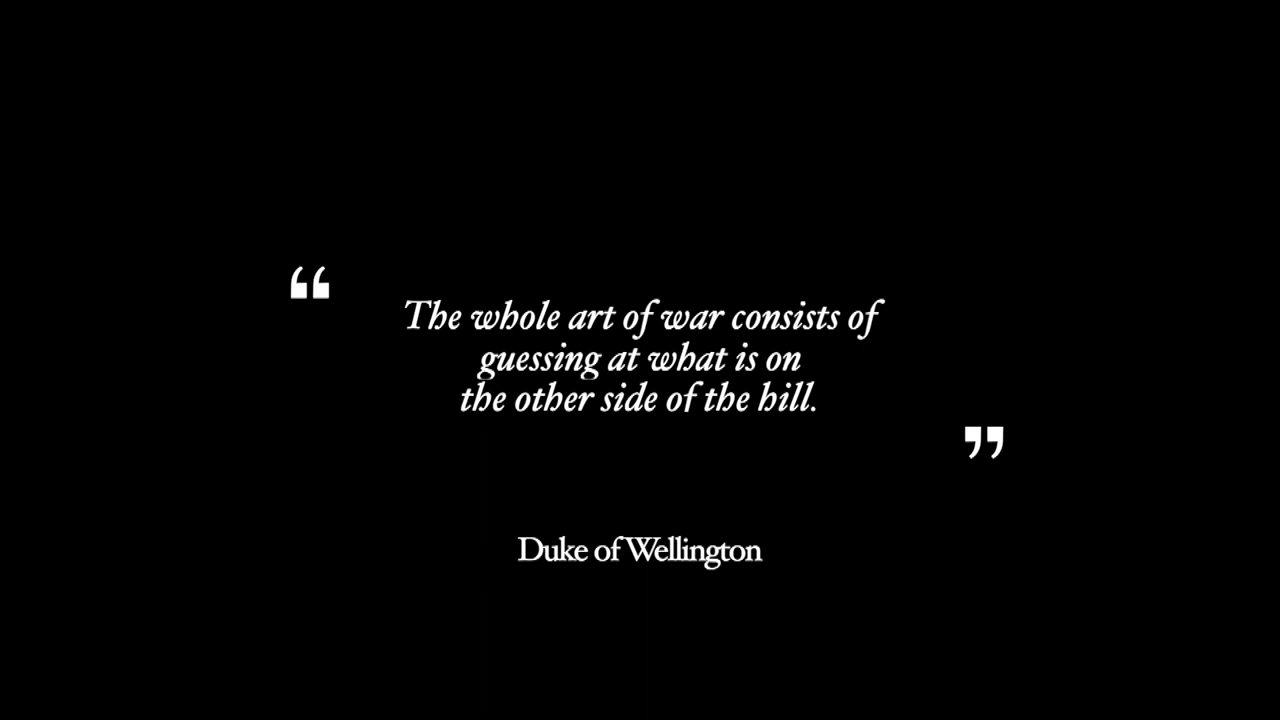 “
The whole art of war consists of
guessing at what is on
the other side of the hill.
”
Duke of Wellington